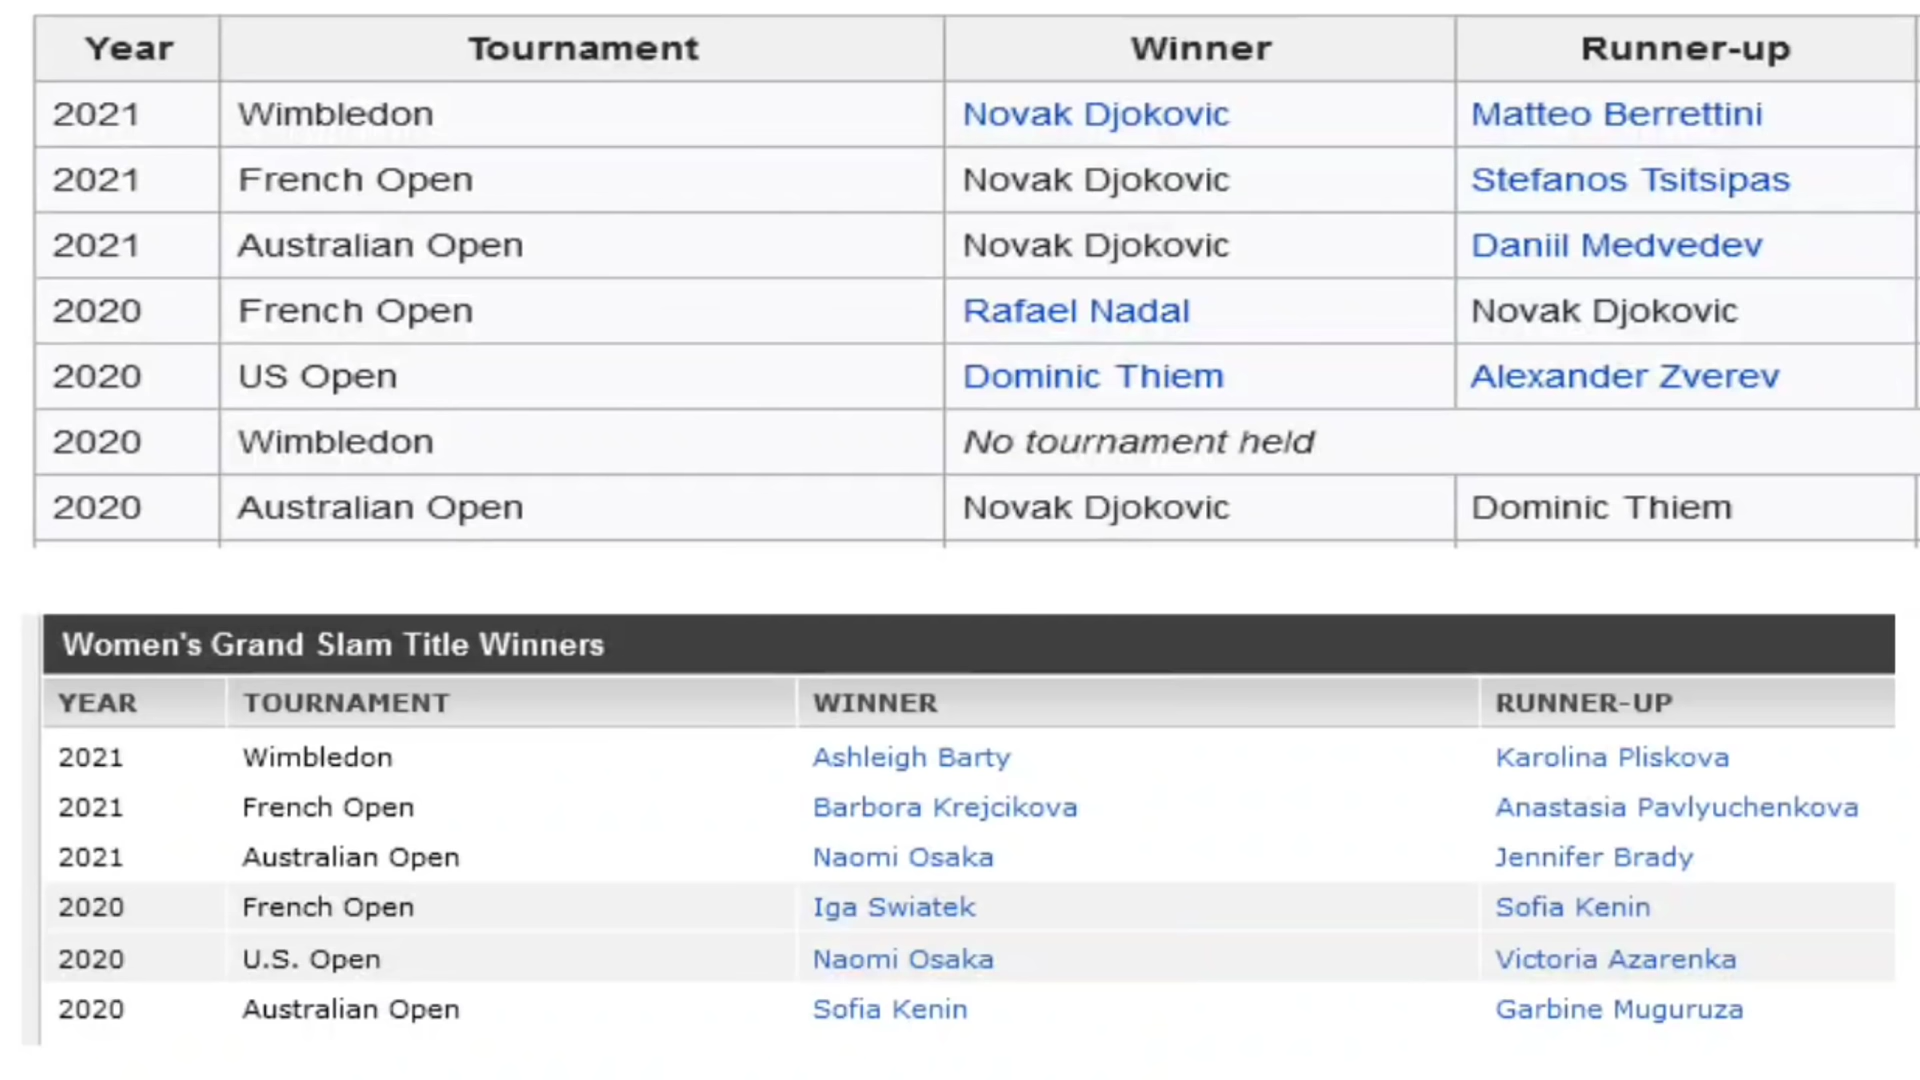 Year Tournament Winner Runner-up
2021 Wimbledon Novak Djokovic Matteo Berrettini
2021 French Open Novak Djokovic Stefanos Tsitsipas
2021 Australian Open Novak Djokovic Daniil Medvedev
2020 French Open Rafael Nadal Novak Djokovic
2020 US Open Dominic Thiem Alexander Zverev
2020 Wimbledon No tournament held
2020 Australian Open Novak Djokovic Dominic Thiem
Women's Grand Slam Title Winners
YEAR TOURNAMENT WINNER RUNNER-UP
2021 Wimbledon Ashleigh Barty Karolina Pliskova
2021 French Open Barbora Krejcikova Anastasia Pavlyuchenkova
2021 Australian Open Naomi Osaka Jennifer Brady
2020 French Open Iga Swiatek Sofia Kenin
2020 U.S. Open Naomi Osaka Victoria Azarenka
2020 Australian Open Sofia Kenin Garbine Muguruza